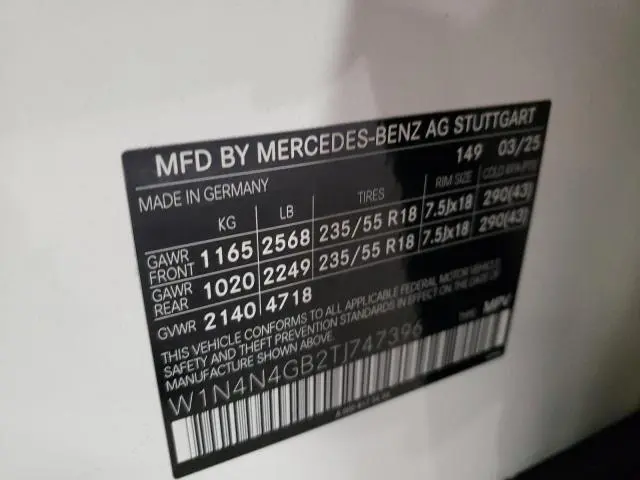 MFD BY MERCEDES-BENZ AG STUTTGART
149 03/25
MADE IN GERMANY
KG LB TIRES RIM SIZE COLD
GAWR FRONT 1165 2568 235/55 R18 7.5Jx18 290(43)
GAWR REAR 1020 2249 235/55 R18 7.5Jx18 290(43)
GVWR 2140 4718
THIS VEHICLE CONFORMS TO ALL APPLICABLE FEDERAL MOTOR VEHICLE
SAFETY AND THEFT PREVENTION STANDARDS IN EFFECT ON THE DATE OF
MANUFACTURE SHOWN ABOVE.
TYPE: MPV
W1N4N4GB2TJ747396